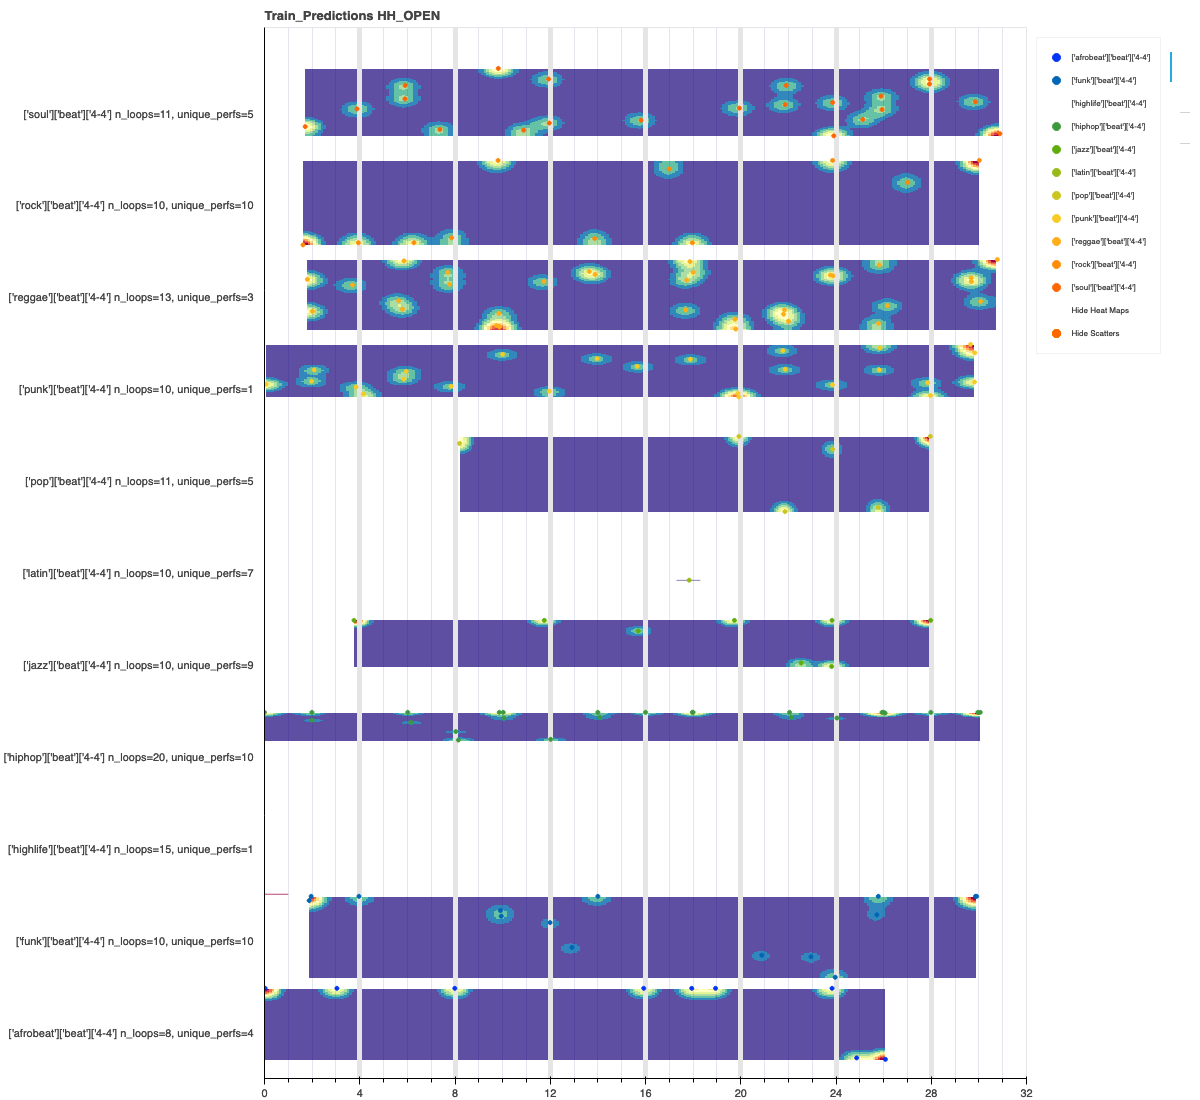 Train_Predictions HH_OPEN
['soul']['beat']['4-4'] n_loops=11, unique_perfs=5
['rock']['beat']['4-4'] n_loops=10, unique_perfs=10
['reggae']['beat']['4-4'] n_loops=13, unique_perfs=3
['punk']['beat']['4-4'] n_loops=10, unique_perfs=1
['pop']['beat']['4-4'] n_loops=11, unique_perfs=5
['latin']['beat']['4-4'] n_loops=10, unique_perfs=7
['jazz']['beat']['4-4'] n_loops=10, unique_perfs=9
['hiphop']['beat']['4-4'] n_loops=20, unique_perfs=10
['highlife']['beat']['4-4'] n_loops=15, unique_perfs=1
['funk']['beat']['4-4'] n_loops=10, unique_perfs=10
['afrobeat']['beat']['4-4'] n_loops=8, unique_perfs=4
0 4 8 12 16 20 24 28 32
['afrobeat']['beat']['4-4']
['funk']['beat']['4-4']
['highlife']['beat']['4-4']
['hiphop']['beat']['4-4']
['jazz']['beat']['4-4']
['latin']['beat']['4-4']
['pop']['beat']['4-4']
['punk']['beat']['4-4']
['reggae']['beat']['4-4']
['rock']['beat']['4-4']
['soul']['beat']['4-4']
Hide Heat Maps
Hide Scatters